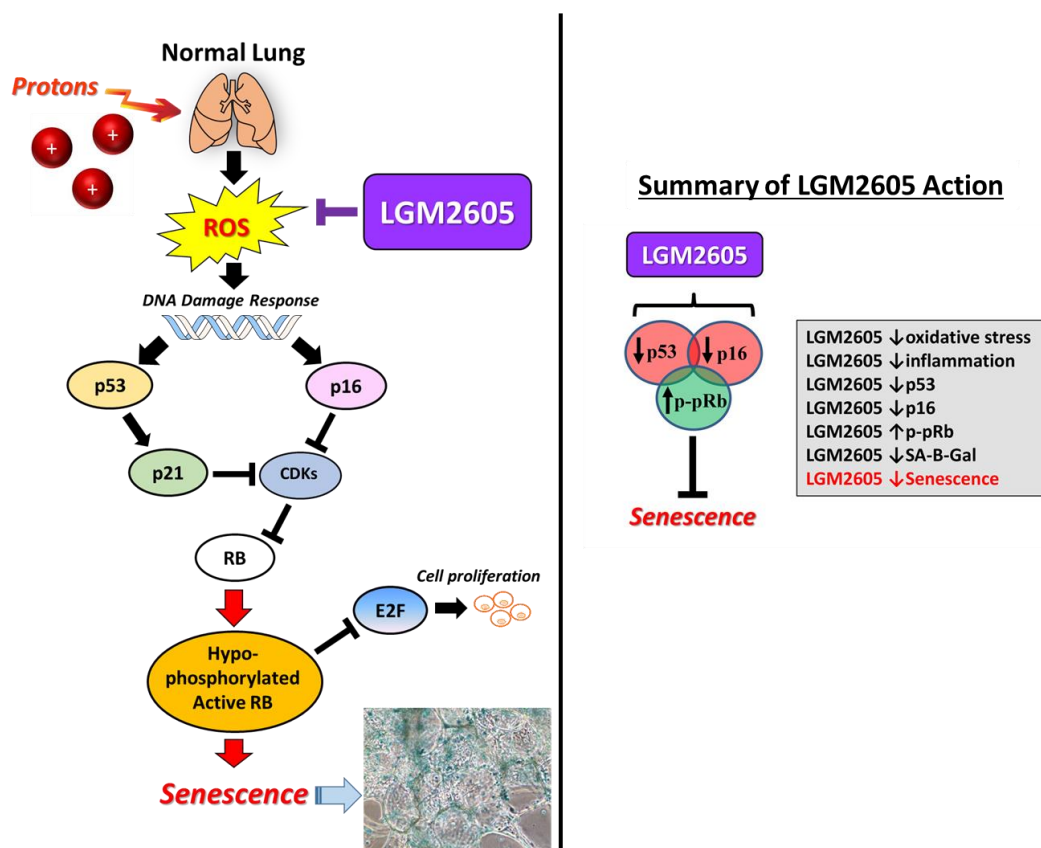 Normal Lung
Protons
+
+
+
ROS
LGM2605
DNA Damage Response
p53
p16
p21
CDKs
RB
Cell proliferation
E2F
Hypo-
phosphorylated
Active RB
Senescence
Summary of LGM2605 Action
LGM2605
↓p53
↓p16
↑p-pRb
Senescence
LGM2605 ↓oxidative stress
LGM2605 ↓inflammation
LGM2605 ↓p53
LGM2605 ↓p16
LGM2605 ↑p-pRb
LGM2605 ↓SA-B-Gal
LGM2605 ↓Senescence